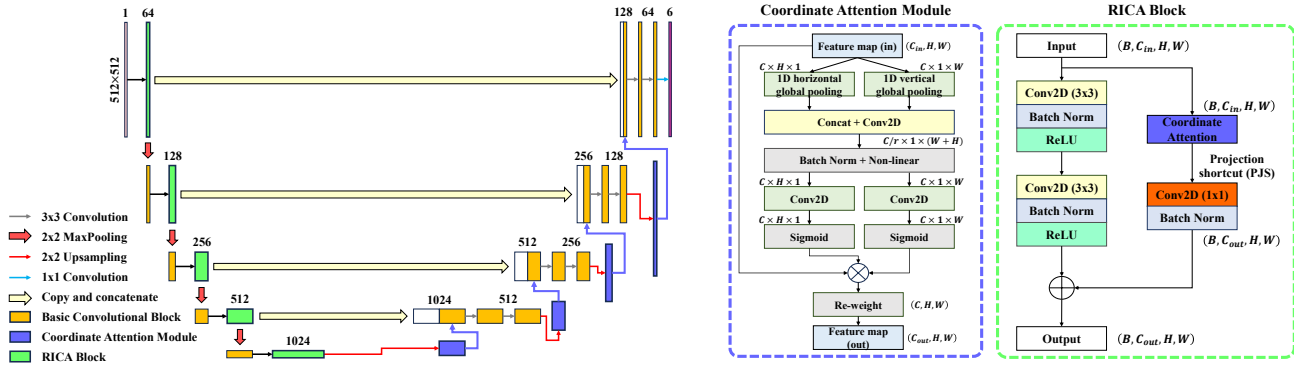 1
64
512×512
128
64
6
128
256
128
256
512
256
512
1024
512
1024
3x3 Convolution
2x2 MaxPooling
2x2 Upsampling
1x1 Convolution
Copy and concatenate
Basic Convolutional Block
Coordinate Attention Module
RICA Block
Coordinate Attention Module
Feature map (in)
(C_in, H, W)
C × H × 1
C × 1 × W
1D horizontal
global pooling
1D vertical
global pooling
Concat + Conv2D
C/r × 1 × (W + H)
Batch Norm + Non-linear
C × H × 1
C × 1 × W
Conv2D
Conv2D
C × H × 1
C × 1 × W
Sigmoid
Sigmoid
Re-weight
(C, H, W)
Feature map
(out)
(C_out, H, W)
RICA Block
Input
(B, C_in, H, W)
Conv2D (3x3)
Batch Norm
ReLU
(B, C_in, H, W)
Coordinate
Attention
Projection
shortcut (PJS)
Conv2D (3x3)
Batch Norm
ReLU
Conv2D (1x1)
Batch Norm
(B, C_out, H, W)
Output
(B, C_out, H, W)